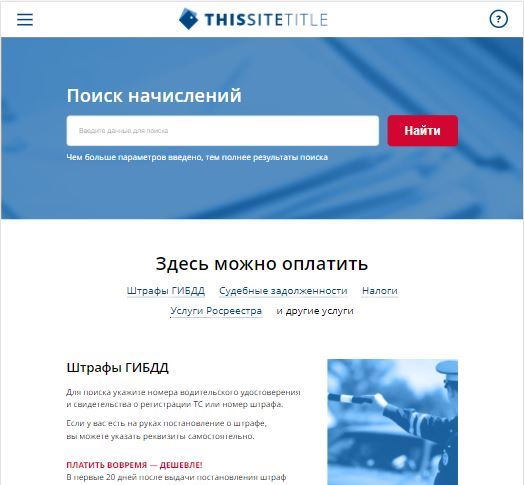 THISSITETITLE
?
Поиск начислений
Введите данные для поиска
Найти
Чем больше параметров введено, тем полнее результаты поиска
Здесь можно оплатить
Штрафы ГИБДД Судебные задолженности Налоги
Услуги Росреестра и другие услуги
Штрафы ГИБДД
Для поиска укажите номера водительского удостоверения
и свидетельства о регистрации ТС или номер штрафа.
Если у вас есть на руках постановление о штрафе,
вы можете указать реквизиты самостоятельно.
ПЛАТИТЬ ВОВРЕМЯ — ДЕШЕВЛЕ!
В первые 20 дней после выдачи постановления штраф